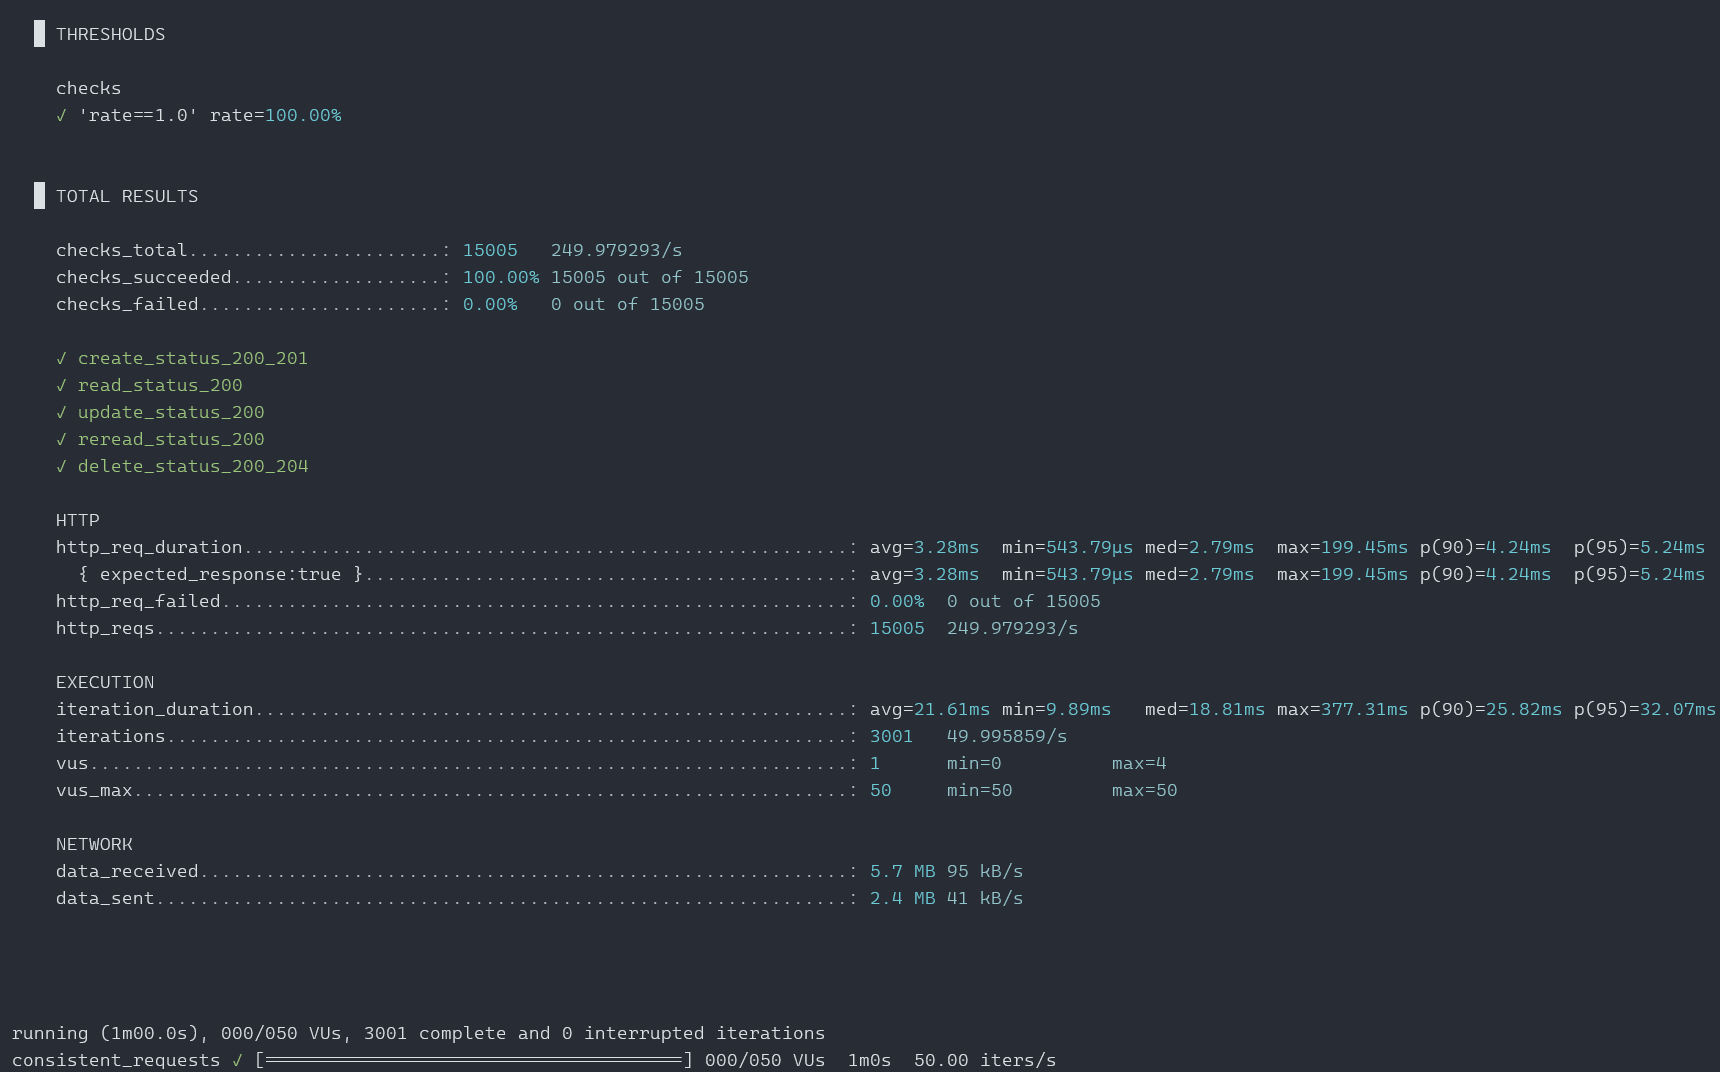 THRESHOLDS
checks
✓ 'rate==1.0' rate=100.00%
TOTAL RESULTS
checks_total.......................: 15005   249.979293/s
checks_succeeded...................: 100.00% 15005 out of 15005
checks_failed......................: 0.00%   0 out of 15005
✓ create_status_200_201
✓ read_status_200
✓ update_status_200
✓ reread_status_200
✓ delete_status_200_204
HTTP
http_req_duration.......................................................: avg=3.28ms  min=543.79µs med=2.79ms  max=199.45ms p(90)=4.24ms  p(95)=5.24ms
{ expected_response:true }............................................: avg=3.28ms  min=543.79µs med=2.79ms  max=199.45ms p(90)=4.24ms  p(95)=5.24ms
http_req_failed.........................................................: 0.00%  0 out of 15005
http_reqs...............................................................: 15005  249.979293/s
EXECUTION
iteration_duration......................................................: avg=21.61ms min=9.89ms   med=18.81ms max=377.31ms p(90)=25.82ms p(95)=32.07ms
iterations..............................................................: 3001   49.995859/s
vus.....................................................................: 1      min=0          max=4
vus_max.................................................................: 50     min=50         max=50
NETWORK
data_received...........................................................: 5.7 MB 95 kB/s
data_sent...............................................................: 2.4 MB 41 kB/s
running (1m00.0s), 000/050 VUs, 3001 complete and 0 interrupted iterations
consistent_requests ✓ [======================================] 000/050 VUs  1m0s  50.00 iters/s